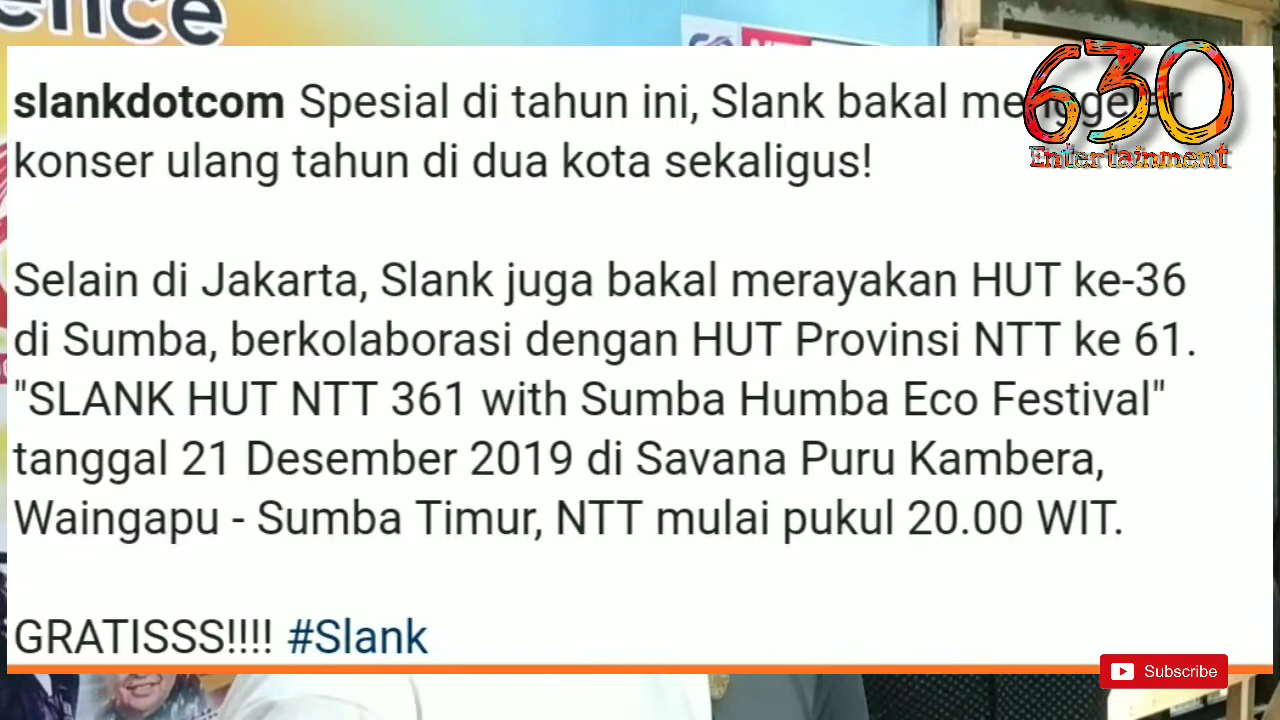 630
Entertainment
slankdotcom Spesial di tahun ini, Slank bakal menggelar
konser ulang tahun di dua kota sekaligus!
Selain di Jakarta, Slank juga bakal merayakan HUT ke-36
di Sumba, berkolaborasi dengan HUT Provinsi NTT ke 61.
"SLANK HUT NTT 361 with Sumba Humba Eco Festival"
tanggal 21 Desember 2019 di Savana Puru Kambera,
Waingapu - Sumba Timur, NTT mulai pukul 20.00 WIT.
GRATISSS!!!! #Slank
Subscribe